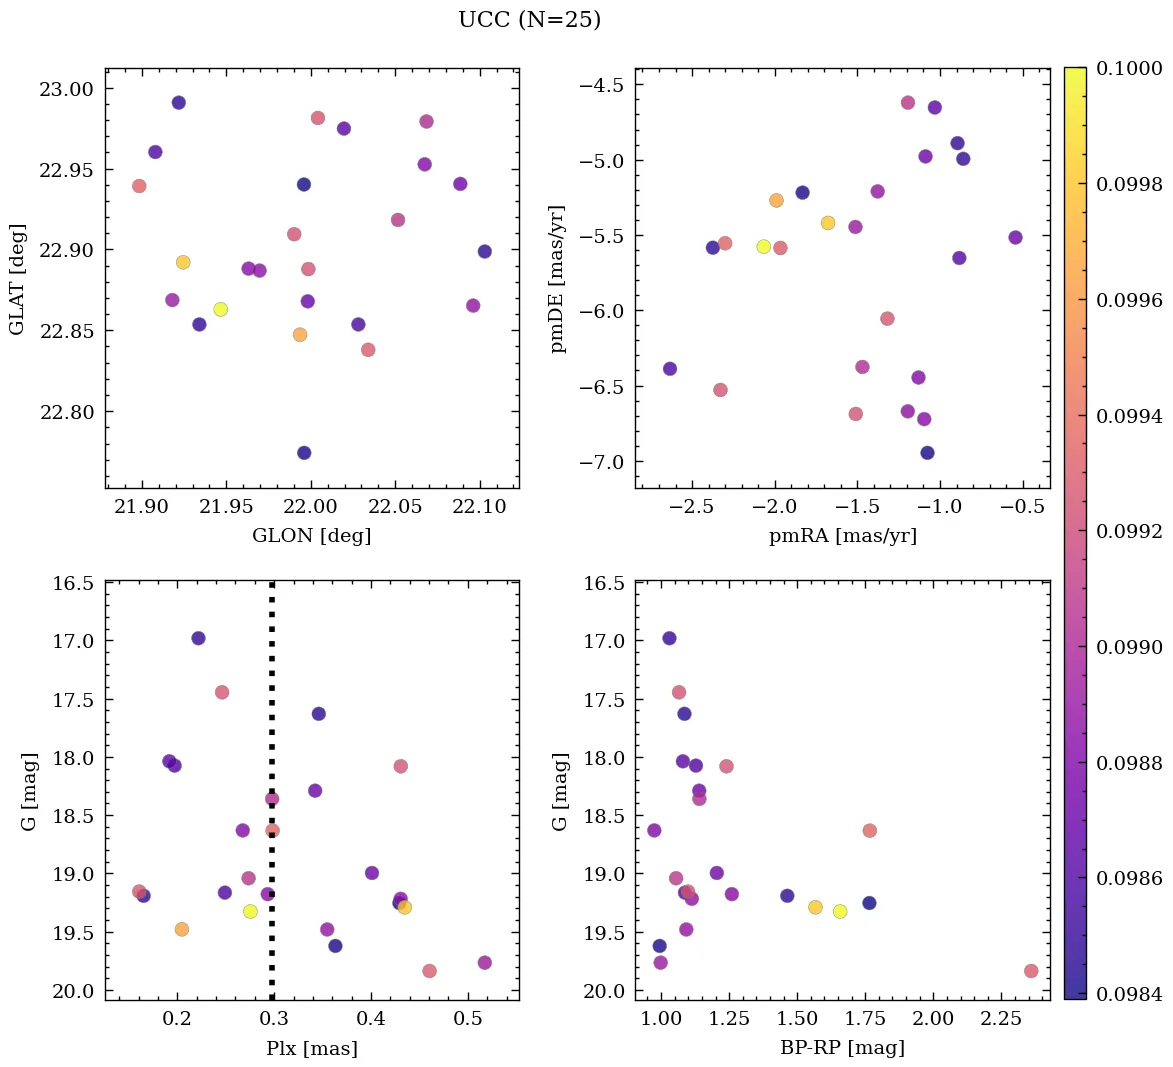 UCC (N=25)
23.00
22.95
22.90
22.85
22.80
GLAT [deg]
21.90 21.95 22.00 22.05 22.10
GLON [deg]
−4.5
−5.0
−5.5
−6.0
−6.5
−7.0
pmDE [mas/yr]
−2.5 −2.0 −1.5 −1.0 −0.5
pmRA [mas/yr]
16.5
17.0
17.5
18.0
18.5
19.0
19.5
20.0
G [mag]
0.2 0.3 0.4 0.5
Plx [mas]
16.5
17.0
17.5
18.0
18.5
19.0
19.5
20.0
G [mag]
1.00 1.25 1.50 1.75 2.00 2.25
BP-RP [mag]
0.1000
0.0998
0.0996
0.0994
0.0992
0.0990
0.0988
0.0986
0.0984